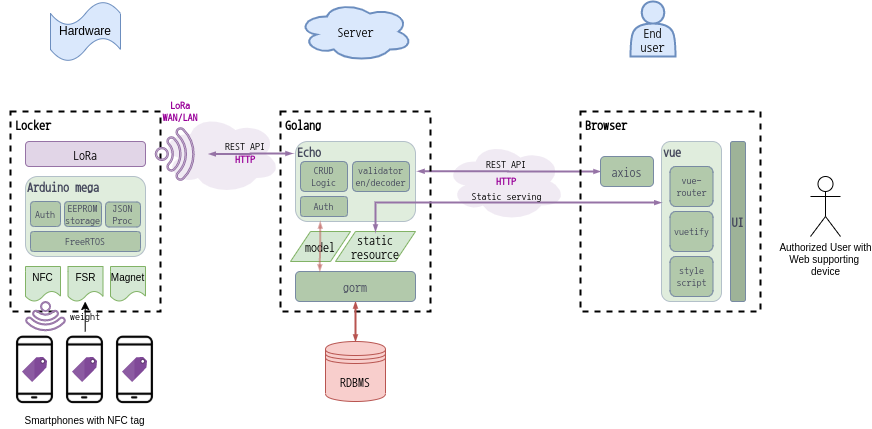 Hardware
Server
End
user
LoRa
WAN/LAN
Locker
LoRa
Arduino mega
Auth
EEPROM
storage
JSON
Proc
FreeRTOS
NFC
FSR
Magnet
weight
Smartphones with NFC tag
REST API
HTTP
Golang
Echo
CRUD
Logic
validator
en/decoder
Auth
model
static
resource
gorm
RDBMS
REST API
HTTP
Static serving
Browser
axios
vue
vue-
router
vuetify
style
script
UI
Authorized User with
Web supporting
device